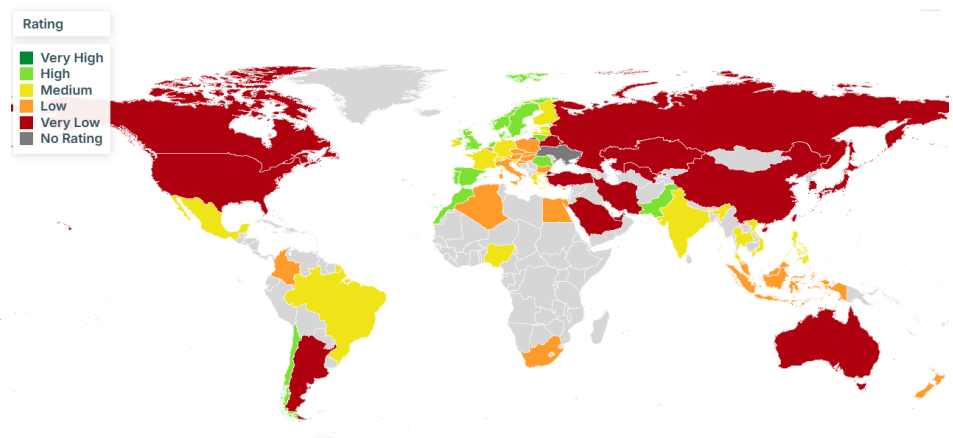 Rating
Very High
High
Medium
Low
Very Low
No Rating